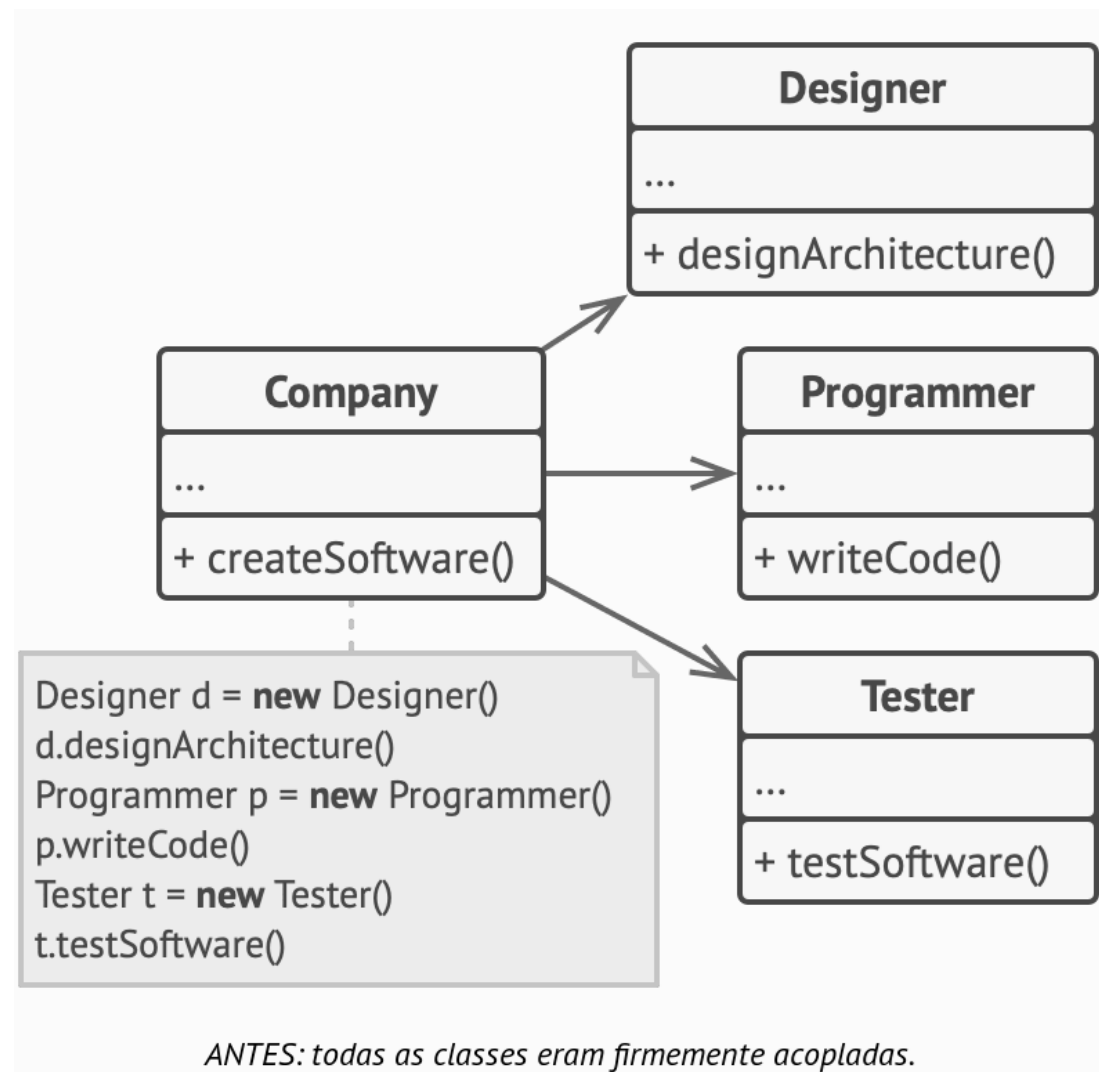 Designer
...
+ designArchitecture()
Company
...
+ createSoftware()
Programmer
...
+ writeCode()
Tester
...
+ testSoftware()
Designer d = new Designer()
d.designArchitecture()
Programmer p = new Programmer()
p.writeCode()
Tester t = new Tester()
t.testSoftware()
ANTES: todas as classes eram firmemente acopladas.